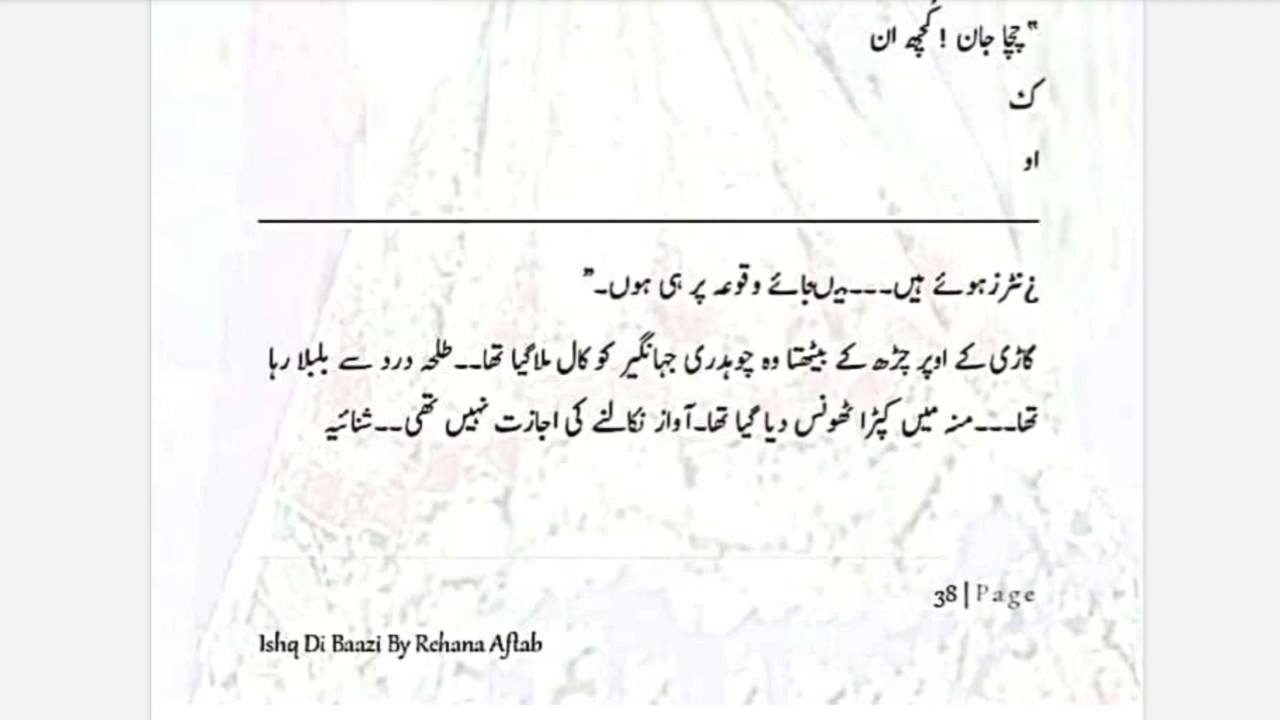 "چچا جان ! کُچھ ان
ک
او
نٹرز ہوئے ہیں۔۔۔میں جائے وقوعہ پر ہی ہوں۔"
گاڑی کے اوپر چڑھ کے بیٹھتا وہ چوہدری جہانگیر کو کال ملا گیا تھا۔۔طلحہ درد سے بلبلا رہا
تھا۔۔۔منہ میں کپڑا ٹھونس دیا گیا تھا۔آواز نکالنے کی اجازت نہیں تھی۔۔شنائیہ
38 | Page
Ishq Di Baazi By Rehana Aftab